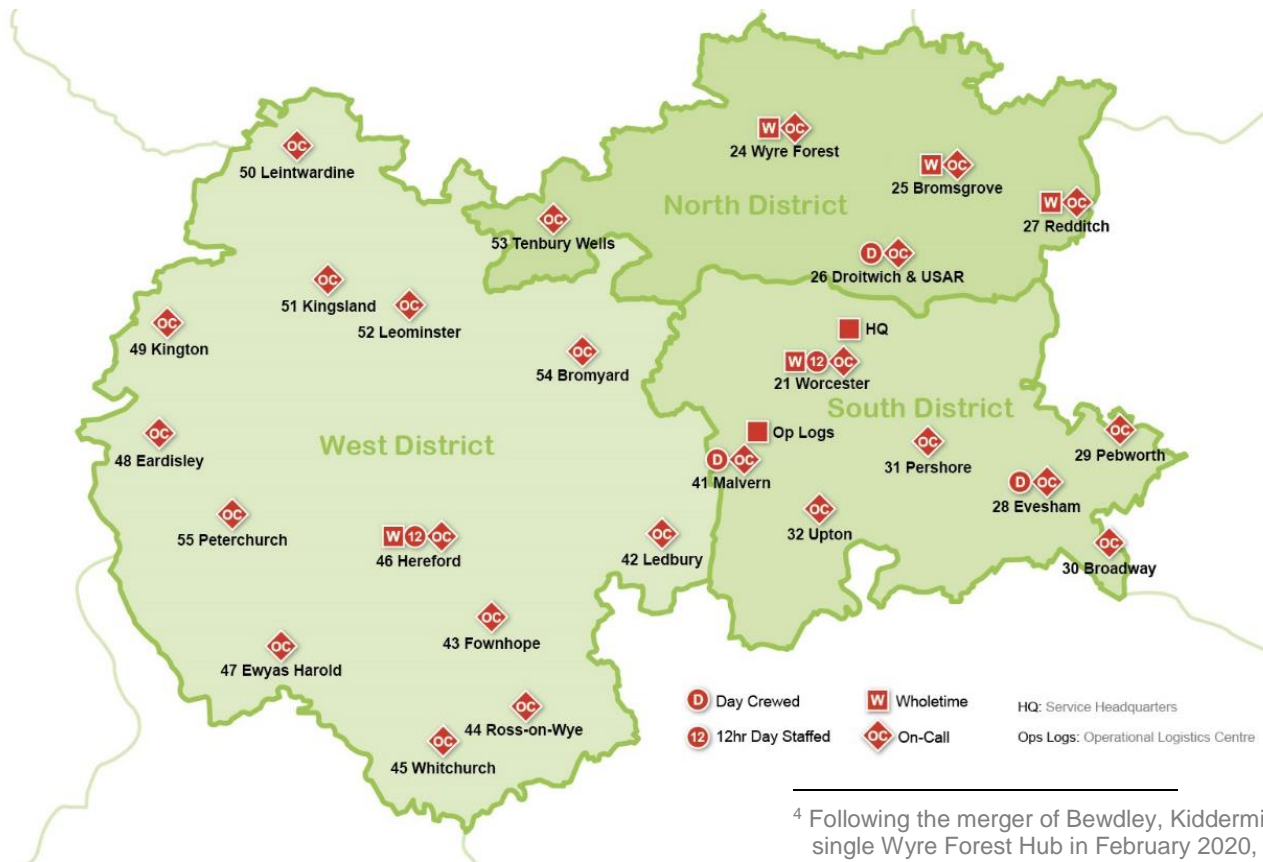 OC
50 Leintwardine
W OC
24 Wyre Forest
W OC
25 Bromsgrove
W OC
27 Redditch
North District
OC
53 Tenbury Wells
D OC
26 Droitwich & USAR
OC
51 Kingsland
OC
52 Leominster
OC
49 Kington
OC
54 Bromyard
HQ
W 12 OC
21 Worcester
South District
West District
OC
48 Eardisley
Op Logs
D OC
41 Malvern
OC
31 Pershore
OC
29 Pebworth
D OC
28 Evesham
OC
32 Upton
OC
30 Broadway
OC
55 Peterchurch
W 12 OC
46 Hereford
OC
42 Ledbury
OC
43 Fownhope
OC
47 Ewyas Harold
OC
44 Ross-on-Wye
OC
45 Whitchurch
D Day Crewed
W Wholetime
HQ: Service Headquarters
12 12hr Day Staffed
OC On-Call
Ops Logs: Operational Logistics Centre
4 Following the merger of Bewdley, Kiddermi
single Wyre Forest Hub in February 2020,